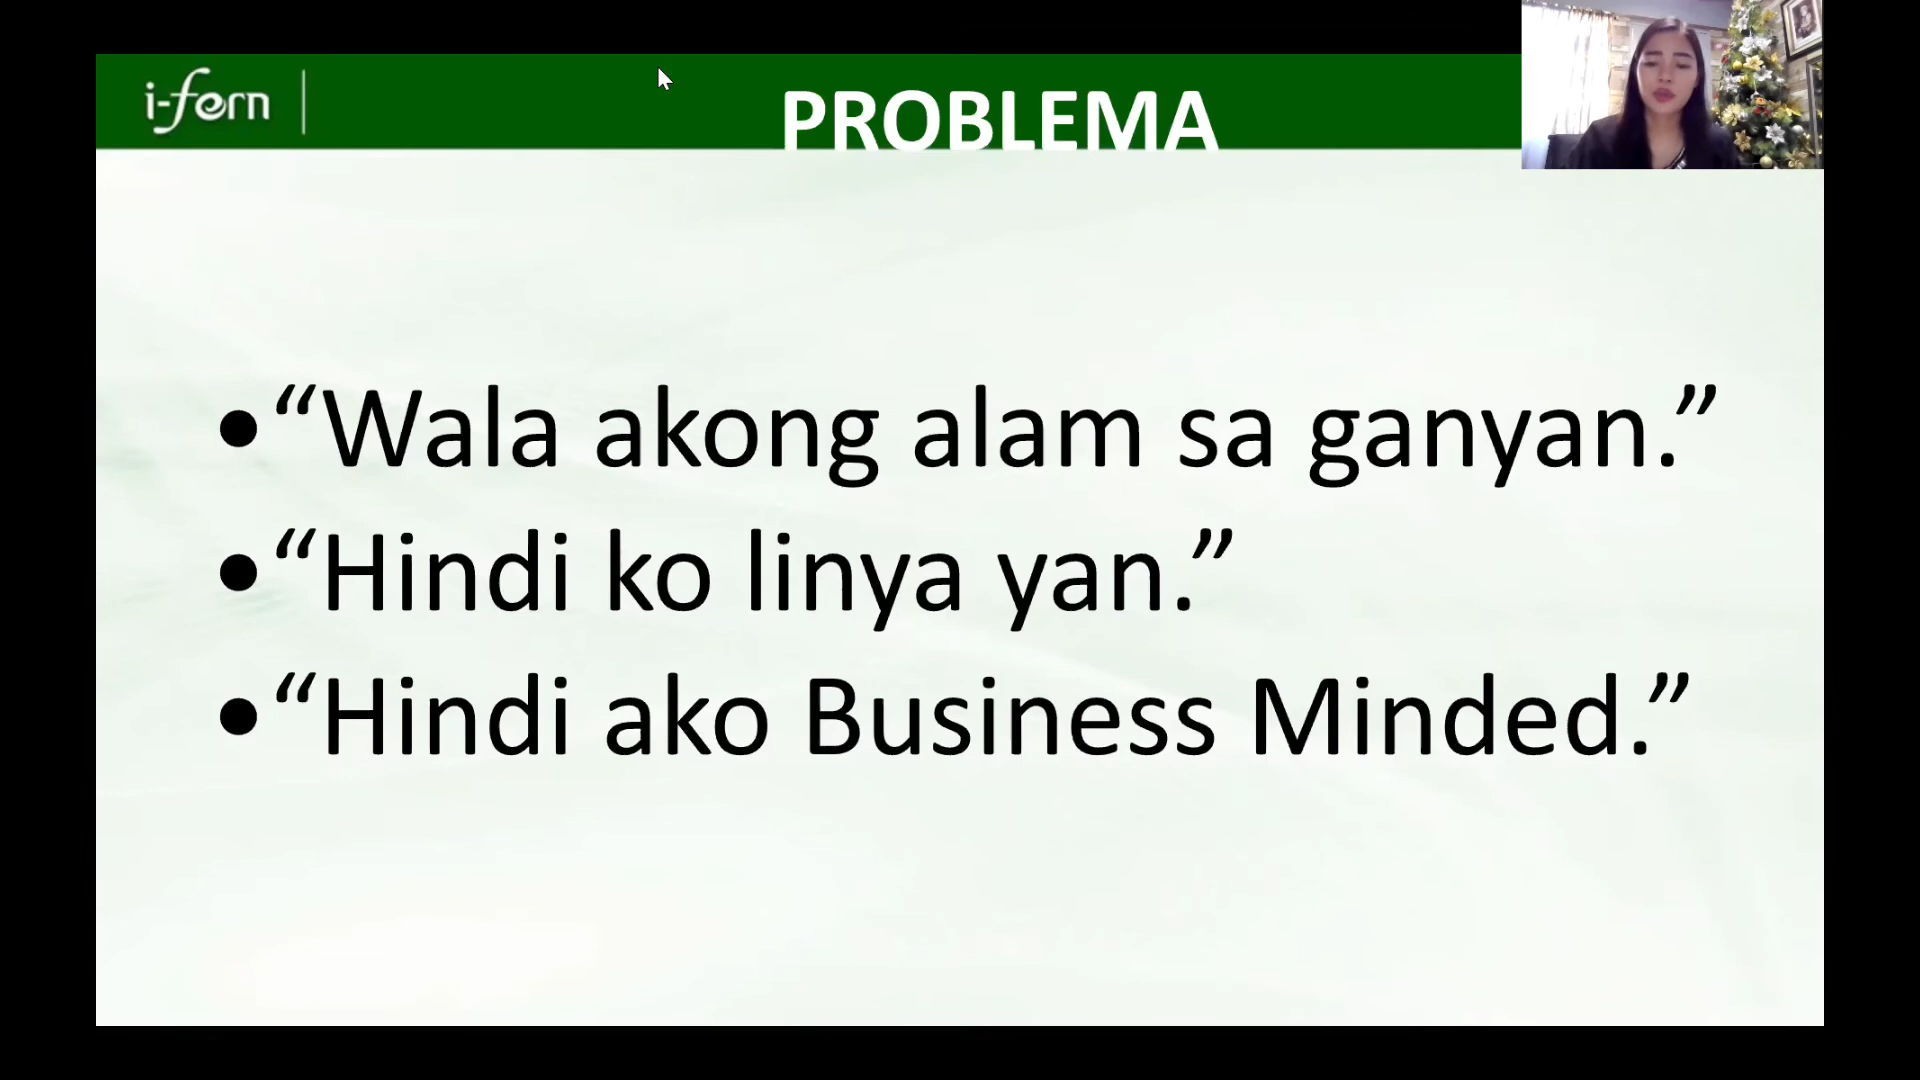 i-fern
PROBLEMA
•“Wala akong alam sa ganyan.”
•“Hindi ko linya yan.”
•“Hindi ako Business Minded.”